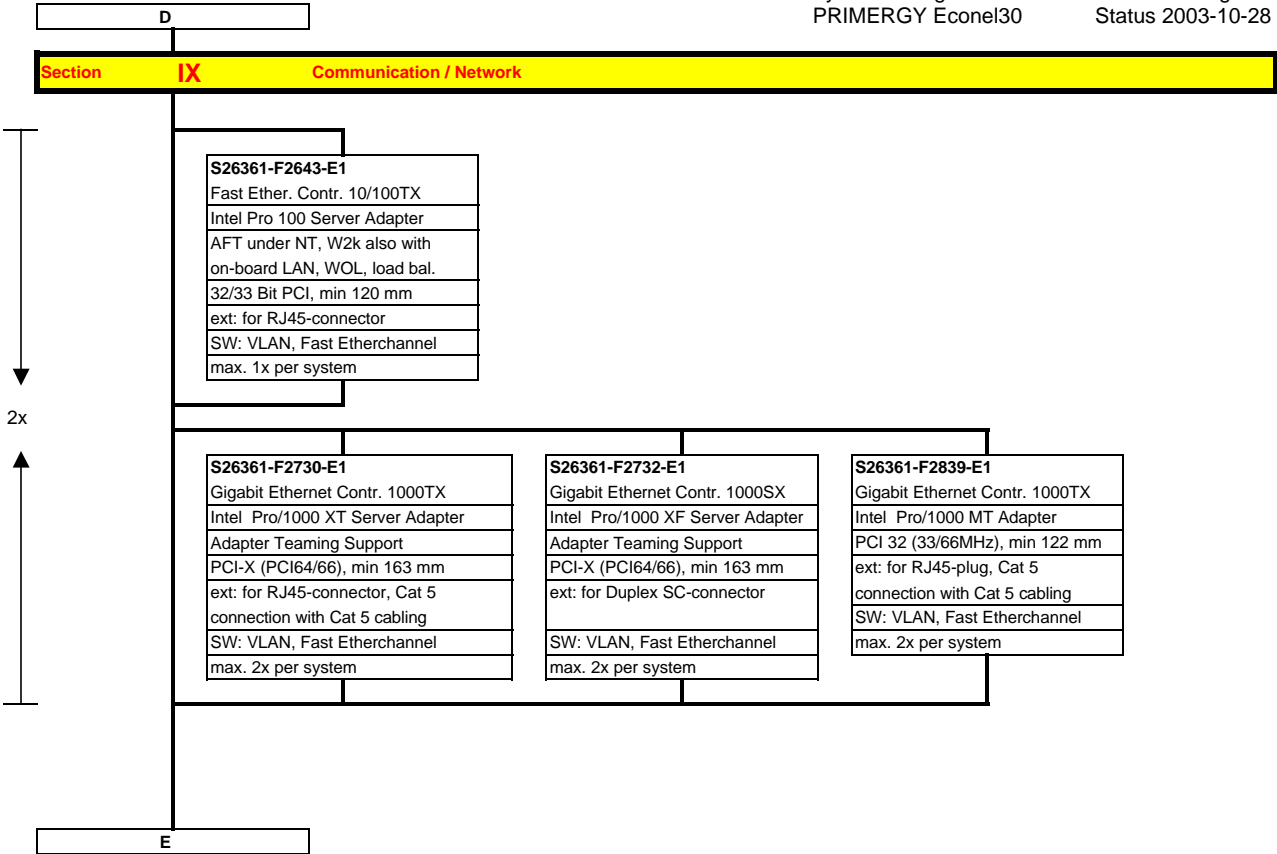 PRIMERGY Econel30 Status 2003-10-28
D
Section IX Communication / Network
S26361-F2643-E1
Fast Ether. Contr. 10/100TX
Intel Pro 100 Server Adapter
AFT under NT, W2k also with
on-board LAN, WOL, load bal.
32/33 Bit PCI, min 120 mm
ext: for RJ45-connector
SW: VLAN, Fast Etherchannel
max. 1x per system
2x
S26361-F2730-E1
Gigabit Ethernet Contr. 1000TX
Intel Pro/1000 XT Server Adapter
Adapter Teaming Support
PCI-X (PCI64/66), min 163 mm
ext: for RJ45-connector, Cat 5
connection with Cat 5 cabling
SW: VLAN, Fast Etherchannel
max. 2x per system
S26361-F2732-E1
Gigabit Ethernet Contr. 1000SX
Intel Pro/1000 XF Server Adapter
Adapter Teaming Support
PCI-X (PCI64/66), min 163 mm
ext: for Duplex SC-connector
SW: VLAN, Fast Etherchannel
max. 2x per system
S26361-F2839-E1
Gigabit Ethernet Contr. 1000TX
Intel Pro/1000 MT Adapter
PCI 32 (33/66MHz), min 122 mm
ext: for RJ45-plug, Cat 5
connection with Cat 5 cabling
SW: VLAN, Fast Etherchannel
max. 2x per system
E